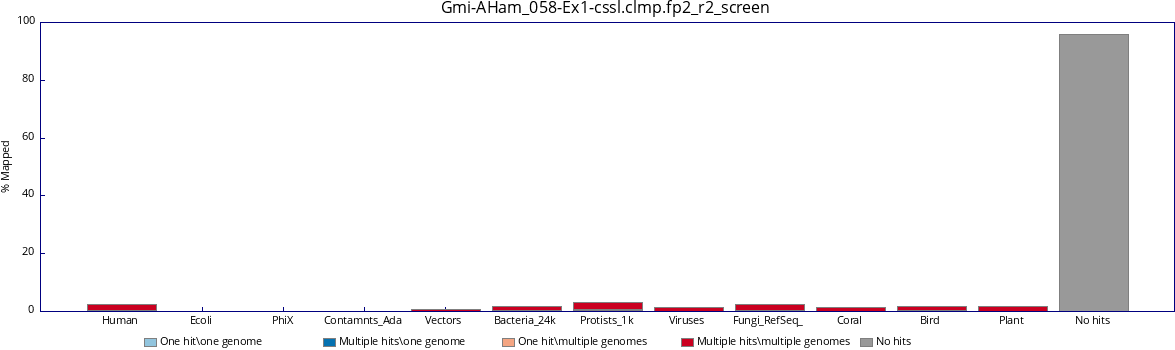 Gmi-AHam_058-Ex1-cssl.clmp.fp2_r2_screen
100
80
60
40
20
0
% Mapped
Human Ecoli PhiX Contamnts_Ada Vectors Bacteria_24k Protists_1k Viruses Fungi_RefSeq_ Coral Bird Plant No hits
One hit\one genome Multiple hits\one genome One hit\multiple genomes Multiple hits\multiple genomes No hits